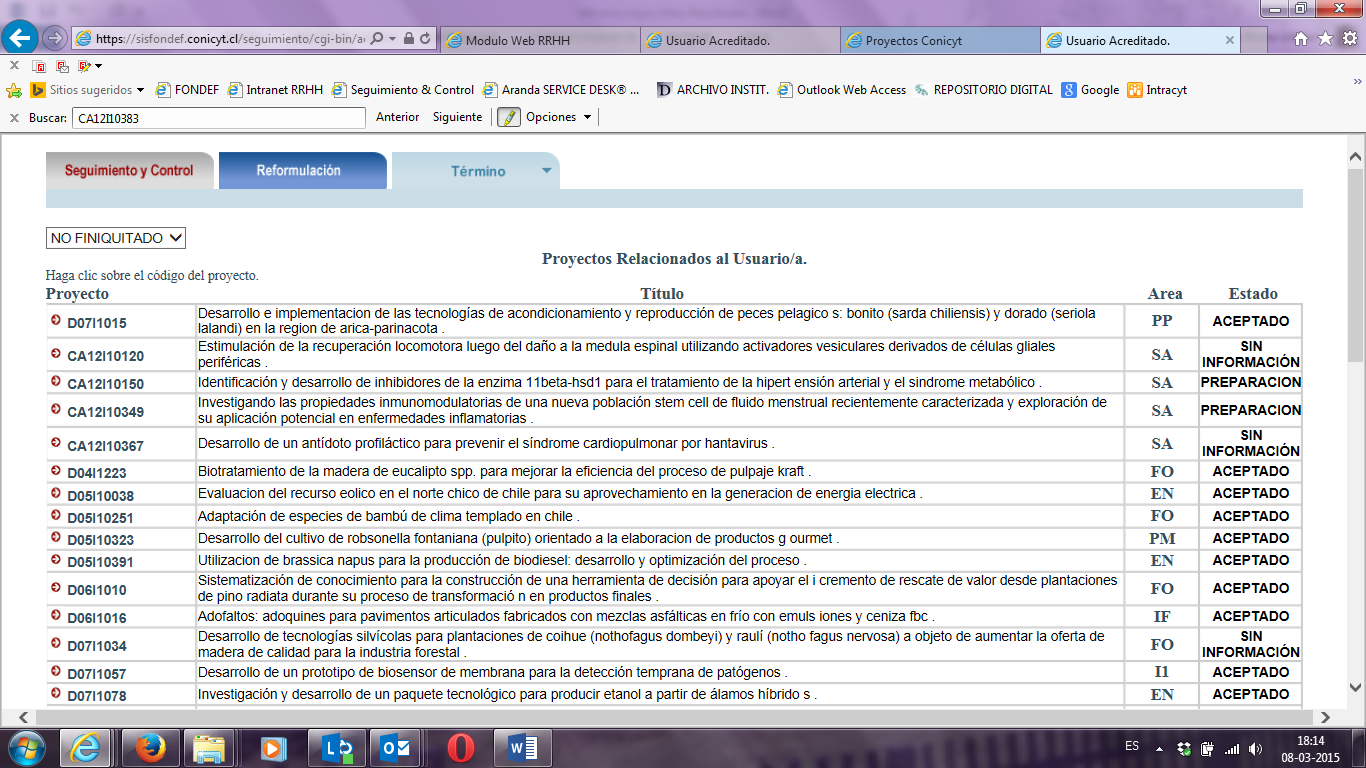 https://sisfondef.conicyt.cl/seguimiento/cgi-bin/a
Modulo Web RRHH
Usuario Acreditado.
Proyectos Conicyt
Usuario Acreditado.
Sitios sugeridos
FONDEF
Intranet RRHH
Seguimiento & Control
Aranda SERVICE DESK® ...
ARCHIVO INSTIT.
Outlook Web Access
REPOSITORIO DIGITAL
Google
Intracyt
Buscar: CA12I10383 Anterior Siguiente Opciones
Seguimiento y Control
Reformulación
Término
NO FINIQUITADO
Proyectos Relacionados al Usuario/a.
Haga clic sobre el código del proyecto.
Proyecto Título Area Estado
D07I1015 Desarrollo e implementacion de las tecnologías de acondicionamiento y reproducción de peces pelagico s: bonito (sarda chiliensis) y dorado (seriola
lalandi) en la region de arica-parinacota . PP ACEPTADO
CA12I10120 Estimulación de la recuperación locomotora luego del daño a la medula espinal utilizando activadores vesiculares derivados de células gliales
periféricas . SA SIN
INFORMACIÓN
CA12I10150 Identificación y desarrollo de inhibidores de la enzima 11beta-hsd1 para el tratamiento de la hipert ensión arterial y el sindrome metabólico . SA PREPARACION
CA12I10349 Investigando las propiedades inmunomodulatorias de una nueva población stem cell de fluido menstrual recientemente caracterizada y exploración de
su aplicación potencial en enfermedades inflamatorias . SA PREPARACION
CA12I10367 Desarrollo de un antídoto profiláctico para prevenir el síndrome cardiopulmonar por hantavirus . SA SIN
INFORMACIÓN
D04I1223 Biotratamiento de la madera de eucalipto spp. para mejorar la eficiencia del proceso de pulpaje kraft . FO ACEPTADO
D05I10038 Evaluacion del recurso eolico en el norte chico de chile para su aprovechamiento en la generacion de energia electrica . EN ACEPTADO
D05I10251 Adaptación de especies de bambú de clima templado en chile . FO ACEPTADO
D05I10323 Desarrollo del cultivo de robsonella fontaniana (pulpito) orientado a la elaboracion de productos g ourmet . PM ACEPTADO
D05I10391 Utilizacion de brassica napus para la producción de biodiesel: desarrollo y optimización del proceso . EN ACEPTADO
D06I1010 Sistematización de conocimiento para la construcción de una herramienta de decisión para apoyar el i cremento de rescate de valor desde plantaciones
de pino radiata durante su proceso de transformació n en productos finales . FO ACEPTADO
D06I1016 Adofaltos: adoquines para pavimentos articulados fabricados con mezclas asfálticas en frío con emuls iones y ceniza fbc . IF ACEPTADO
D07I1034 Desarrollo de tecnologías silvícolas para plantaciones de coihue (nothofagus dombeyi) y raulí (notho fagus nervosa) a objeto de aumentar la oferta de
madera de calidad para la industria forestal . FO SIN
INFORMACIÓN
D07I1057 Desarrollo de un prototipo de biosensor de membrana para la detección temprana de patógenos . I1 ACEPTADO
D07I1078 Investigación y desarrollo de un paquete tecnológico para producir etanol a partir de álamos híbrido s . EN ACEPTADO
ES
18:14
08-03-2015